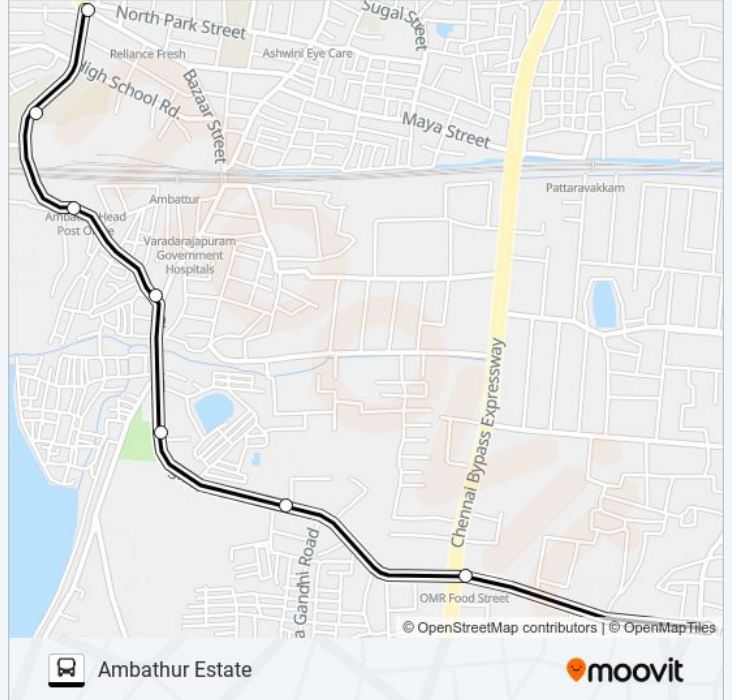 North Park Street
Sugal Street
Reliance Fresh
Ashwini Eye Care
High School Rd.
Bazaar Street
Maya Street
Pattaravakkam
Ambattur
Head
Post
Varadarajapuram
Government
Hospitals
Chennai Bypass Expressway
a Gandhi Road
OMR Food Street
© OpenStreetMap contributors | © OpenMapTiles
Ambathur Estate
moovit